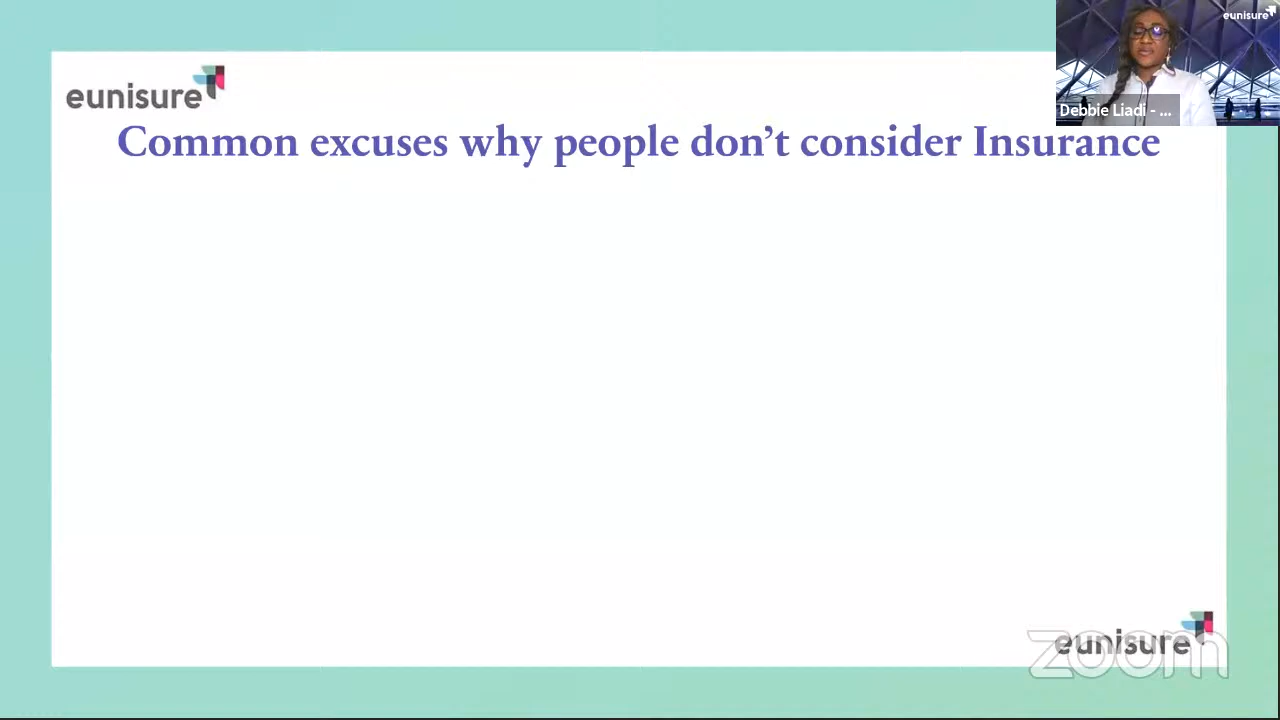 eunisure
eunisure
Debbie Liadi - ...
Common excuses why people don’t consider Insurance
eunisure
zoom